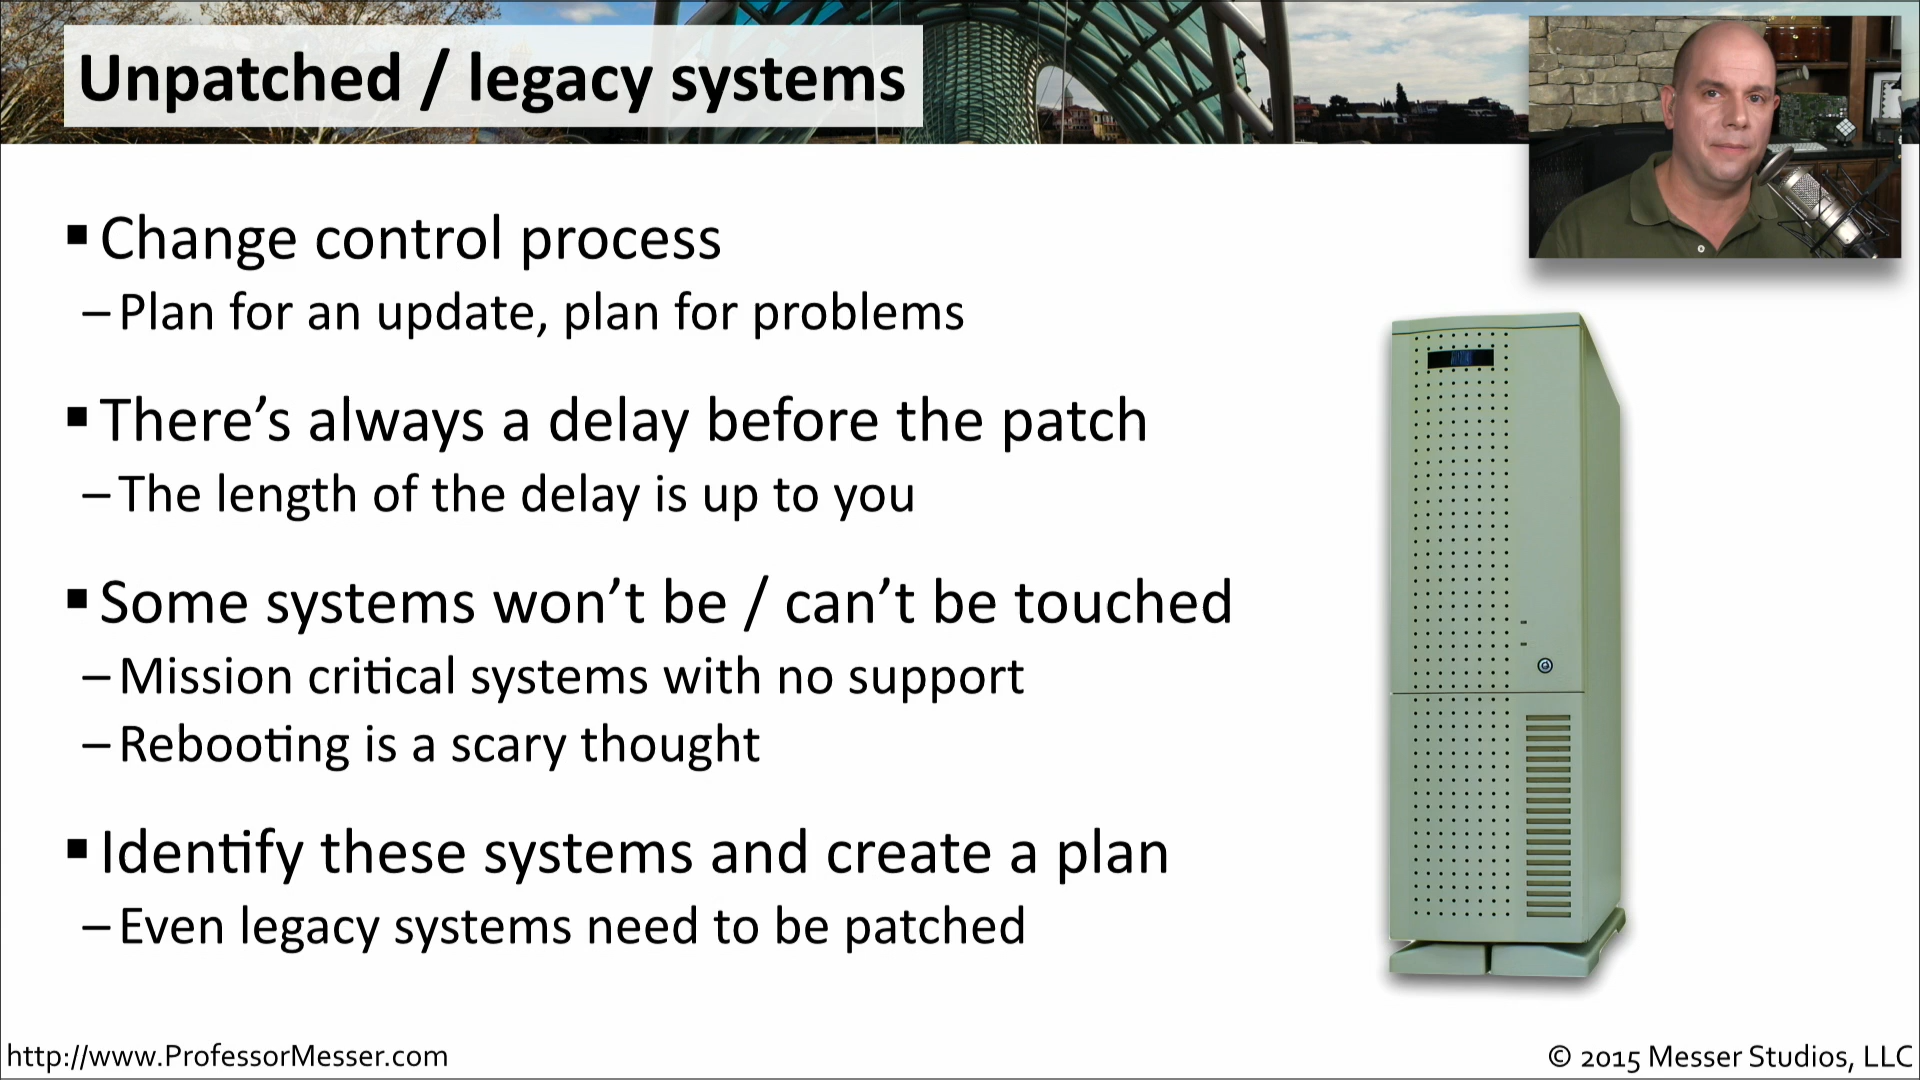 Unpatched / legacy systems
▪ Change control process
– Plan for an update, plan for problems
▪ There’s always a delay before the patch
– The length of the delay is up to you
▪ Some systems won’t be / can’t be touched
– Mission critical systems with no support
– Rebooting is a scary thought
▪ Identify these systems and create a plan
– Even legacy systems need to be patched
http://www.ProfessorMesser.com
© 2015 Messer Studios, LLC